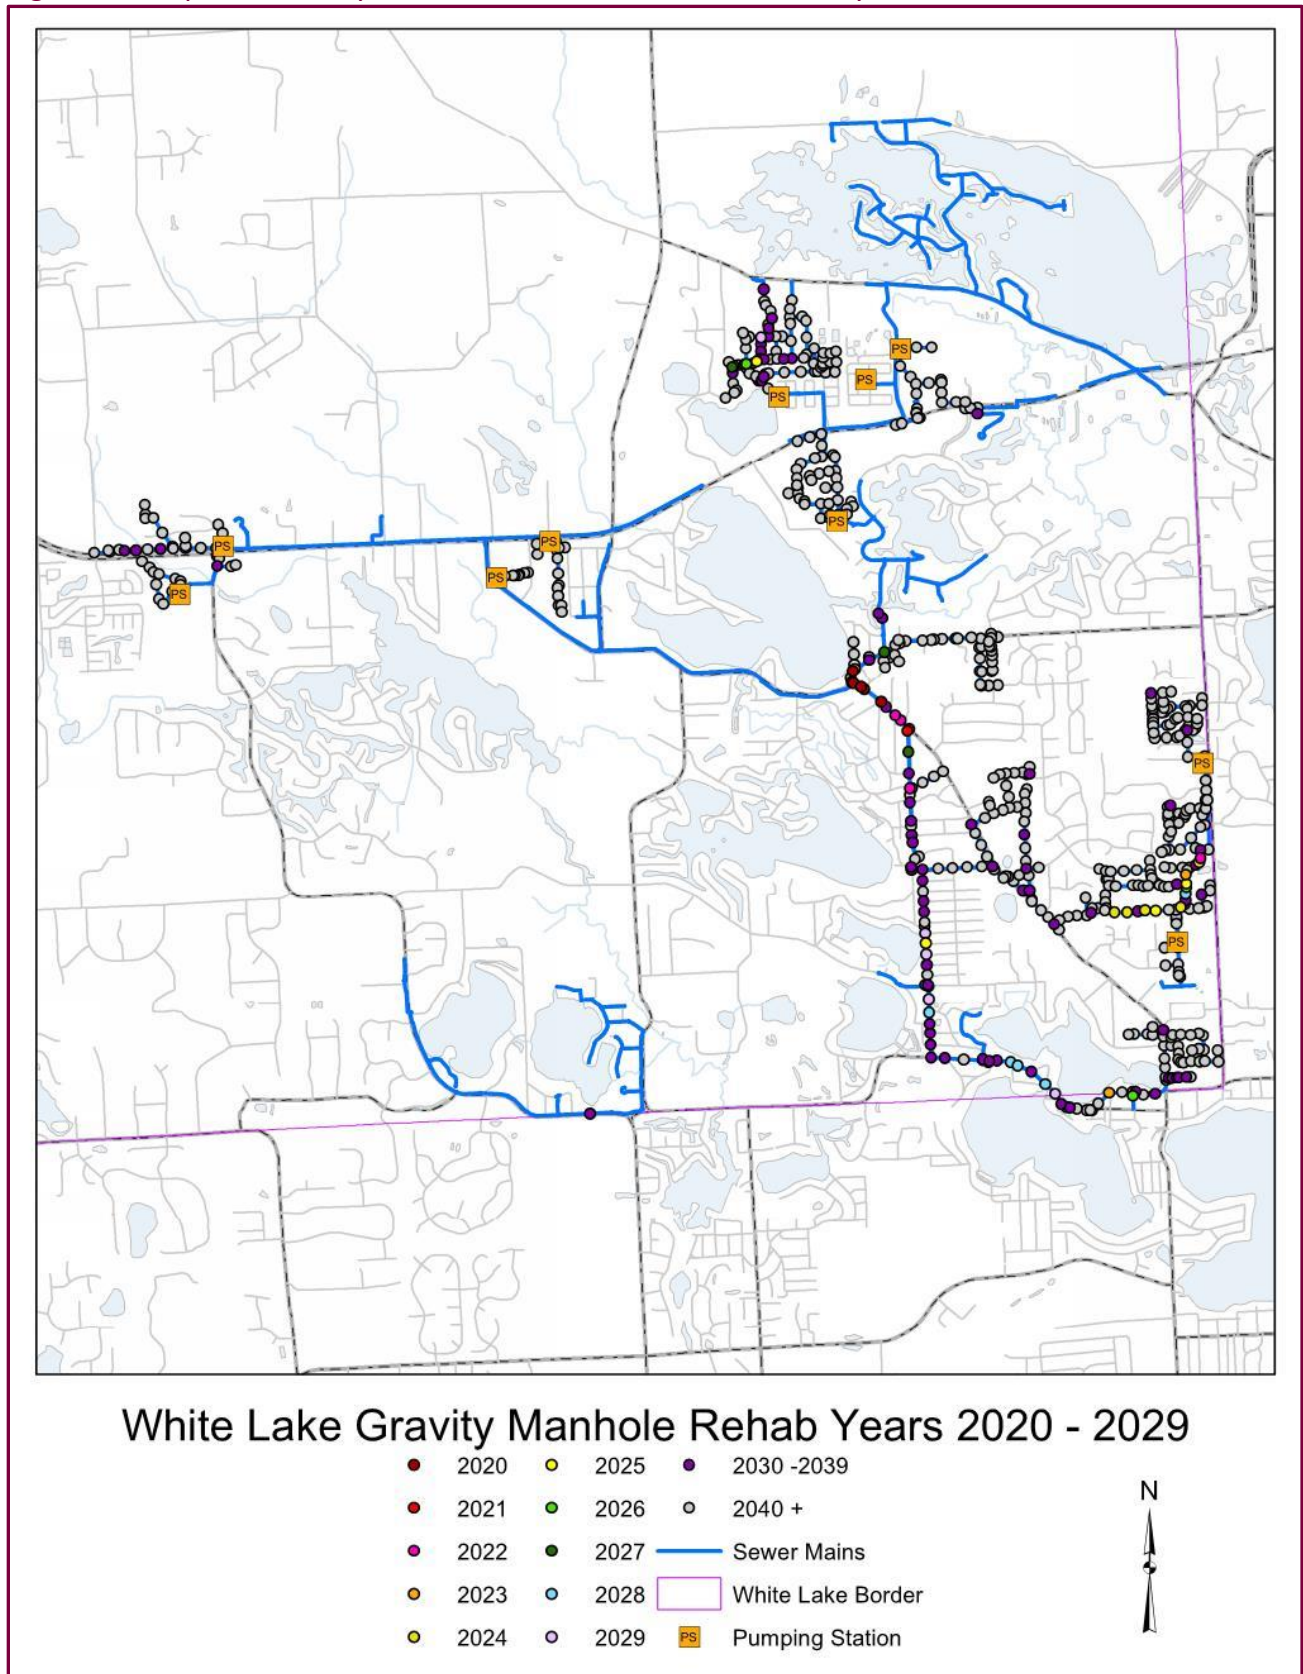 PS
PS
PS
PS
PS
PS
PS
PS
PS
PS
White Lake Gravity Manhole Rehab Years 2020 - 2029
2020 2025 2030 -2039
2021 2026 2040 +
2022 2027 Sewer Mains
2023 2028 White Lake Border
2024 2029 PS Pumping Station
N